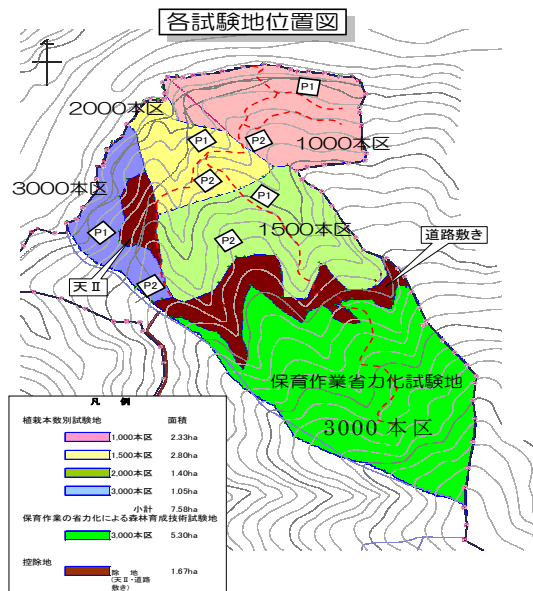 各試験地位置図
2000本区
P1
P1
P2
1000本区
3000本区
P2
P1
P1
1500本区
P2
道路敷き
天Ⅱ
P2
保育作業省力化試験地
3000本区
凡 例
植栽本数別試験地 面積
1,000本区 2.33ha
1,500本区 2.80ha
2,000本区 1.40ha
3,000本区 1.05ha
小計 7.58ha
保育作業の省力化による森林育成技術試験地
3,000本区 5.30ha
控除地
除 地 1.67ha
(天Ⅱ・道路
敷き)